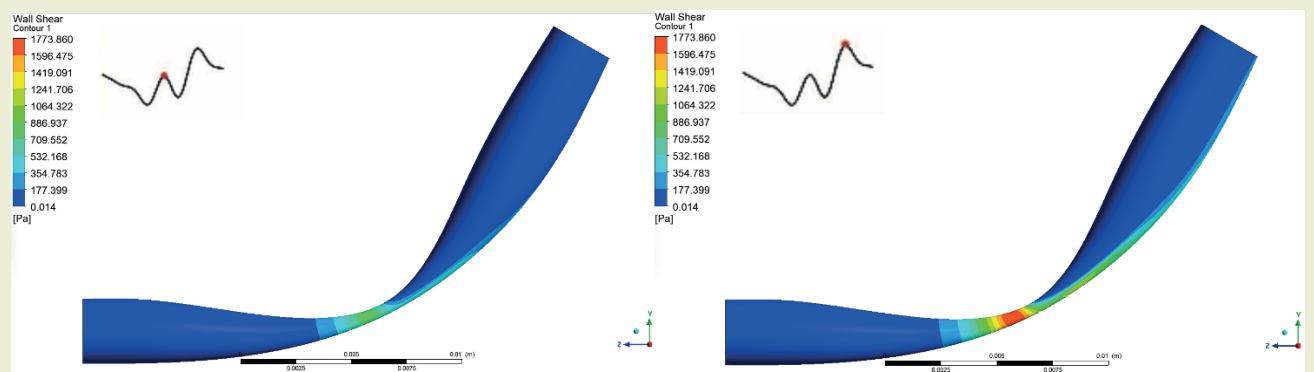 Wall Shear
Contour 1
1773.860
1596.475
1419.091
1241.706
1064.322
886.937
709.552
532.168
354.783
177.399
0.014
[Pa]
0
0.005
0.01 (m)
0.0025
0.0075
Y
Z
Wall Shear
Contour 1
1773.860
1596.475
1419.091
1241.706
1064.322
886.937
709.552
532.168
354.783
177.399
0.014
[Pa]
0
0.005
0.01 (m)
0.0025
0.0075
Y
Z